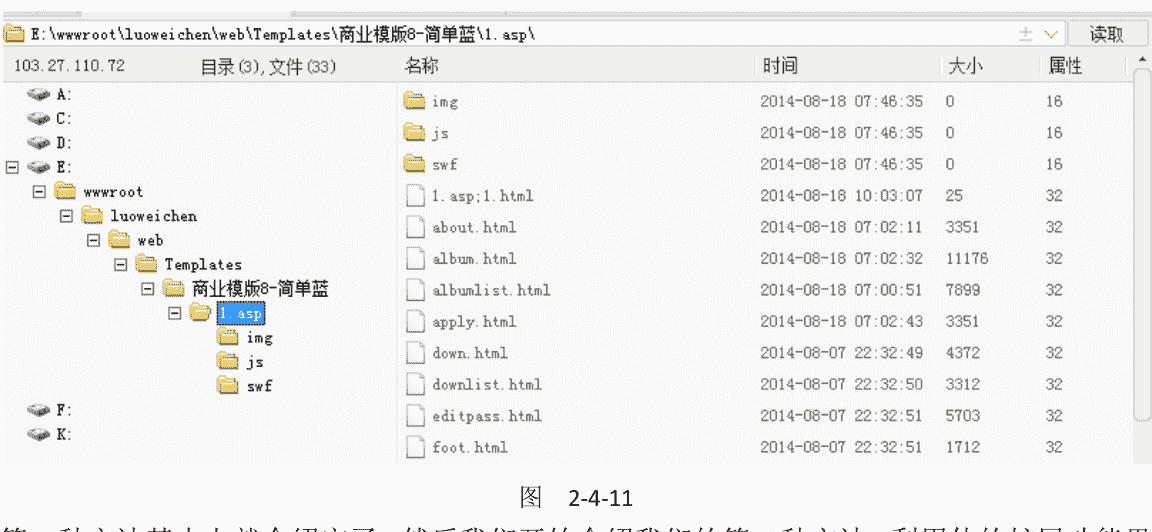 E:\wwwroot\luoweichen\web\Templates\商业模版8-简单蓝\1.asp\ 读取
103.27.110.72 目录(3),文件(33) 名称 时间 大小 属性
A:
C:
D:
E:
wwwroot
luoweichen
web
Templates
商业模版8-简单蓝
1.asp
img
js
swf
F:
K:
img 2014-08-18 07:46:35 0 16
js 2014-08-18 07:46:35 0 16
swf 2014-08-18 07:46:35 0 16
1.asp;1.html 2014-08-18 10:03:07 25 32
about.html 2014-08-18 07:02:11 3351 32
album.html 2014-08-18 07:02:32 11176 32
albumlist.html 2014-08-18 07:00:51 7899 32
apply.html 2014-08-18 07:02:43 3351 32
down.html 2014-08-07 22:32:49 4372 32
downlist.html 2014-08-07 22:32:50 3312 32
editpass.html 2014-08-07 22:32:51 5703 32
foot.html 2014-08-07 22:32:51 1712 32
图 2-4-11